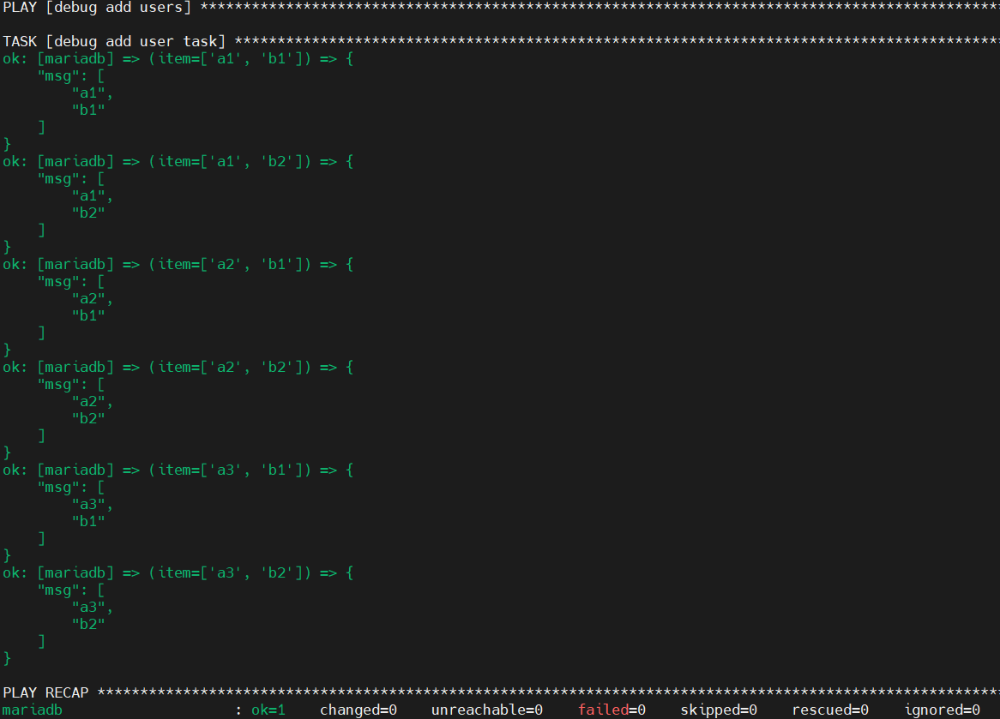 PLAY [debug add users] **********************************************************************************************
TASK [debug add user task] ******************************************************************************************
ok: [mariadb] => (item=['a1', 'b1']) => {
    "msg": [
        "a1",
        "b1"
    ]
}
ok: [mariadb] => (item=['a1', 'b2']) => {
    "msg": [
        "a1",
        "b2"
    ]
}
ok: [mariadb] => (item=['a2', 'b1']) => {
    "msg": [
        "a2",
        "b1"
    ]
}
ok: [mariadb] => (item=['a2', 'b2']) => {
    "msg": [
        "a2",
        "b2"
    ]
}
ok: [mariadb] => (item=['a3', 'b1']) => {
    "msg": [
        "a3",
        "b1"
    ]
}
ok: [mariadb] => (item=['a3', 'b2']) => {
    "msg": [
        "a3",
        "b2"
    ]
}
PLAY RECAP **********************************************************************************************************
mariadb                    : ok=1    changed=0    unreachable=0    failed=0    skipped=0    rescued=0    ignored=0